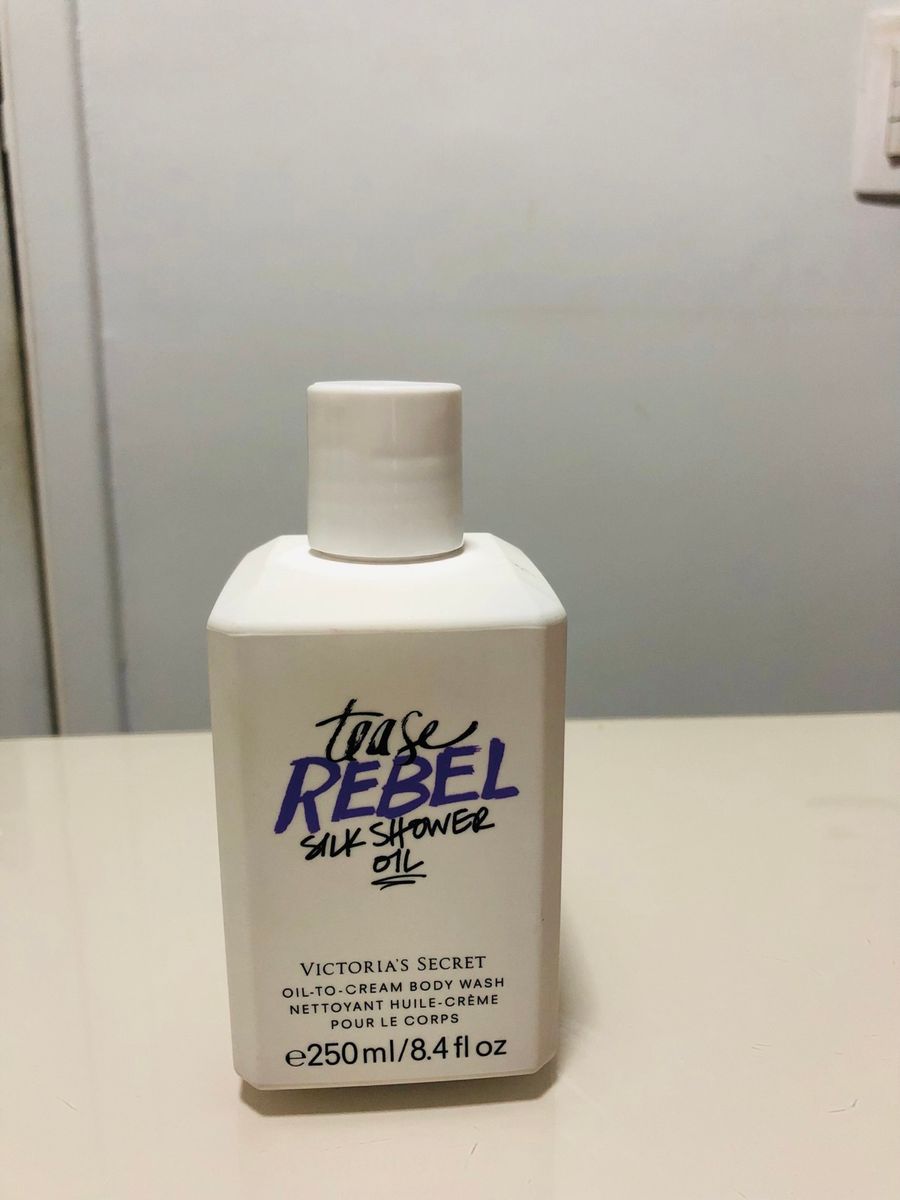 tease
REBEL
SILK SHOWER
OIL
VICTORIA'S SECRET
OIL-TO-CREAM BODY WASH
NETTOYANT HUILE-CRÈME
POUR LE CORPS
℮250 ml/8.4 fl oz